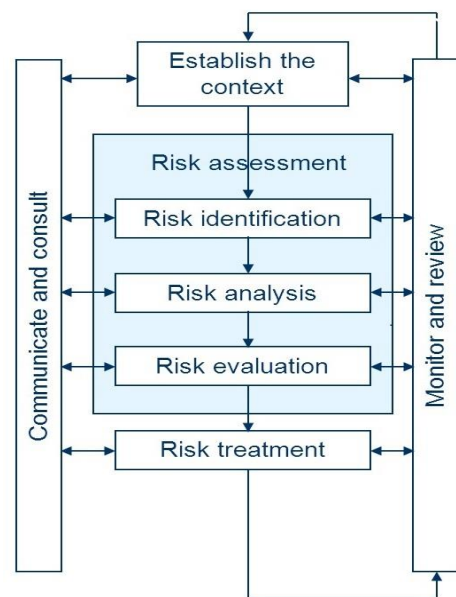 Establish the
context
Risk assessment
Risk identification
Risk analysis
Risk evaluation
Risk treatment
Communicate and consult
Monitor and review